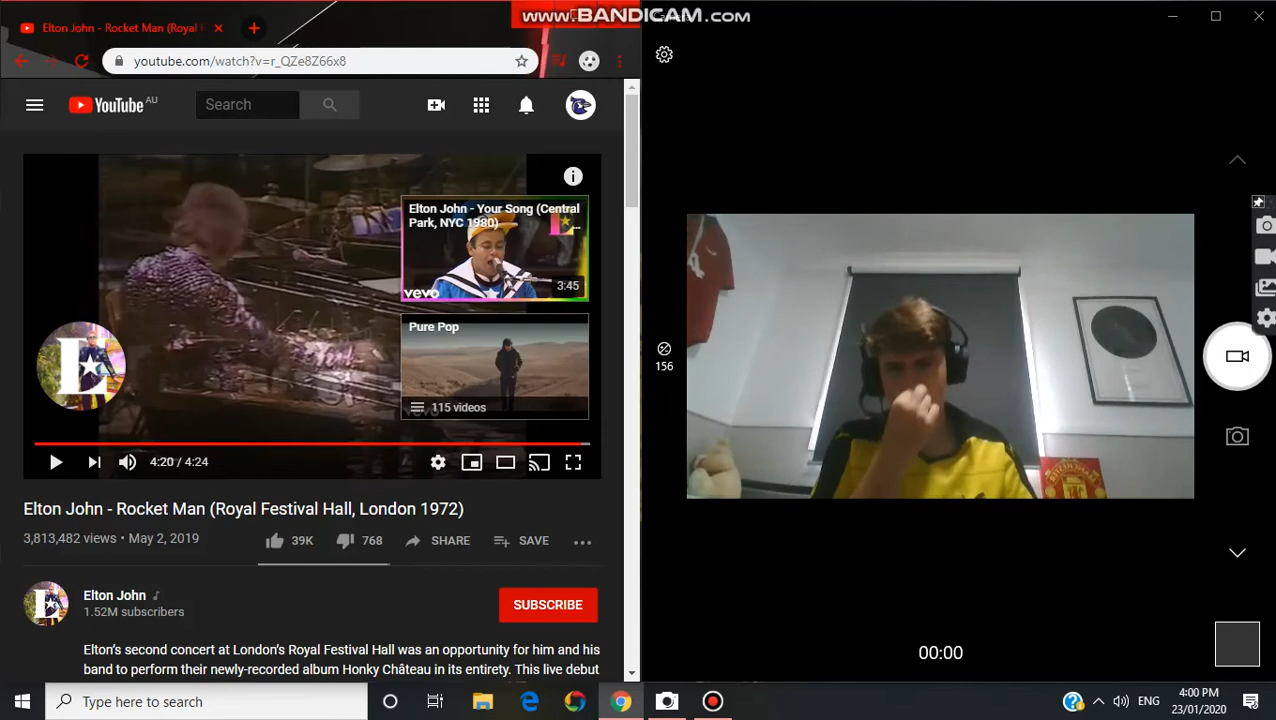 Elton John - Rocket Man (Royal F
www.BANDICAM.com
youtube.com/watch?v=r_QZe8Z66x8
YouTube AU
Search
Elton John - Your Song (Central
Park, NYC 1980)
...
vevo
3:45
Pure Pop
115 videos
E
4:20 / 4:24
Elton John - Rocket Man (Royal Festival Hall, London 1972)
3,813,482 views • May 2, 2019
39K
768
SHARE
SAVE
Elton John
1.52M subscribers
SUBSCRIBE
Elton's second concert at London's Royal Festival Hall was an opportunity for him and his
band to perform their newly-recorded album Honky Château in its entirety. This live debut
156
00:00
Type here to search
ENG
4:00 PM
23/01/2020